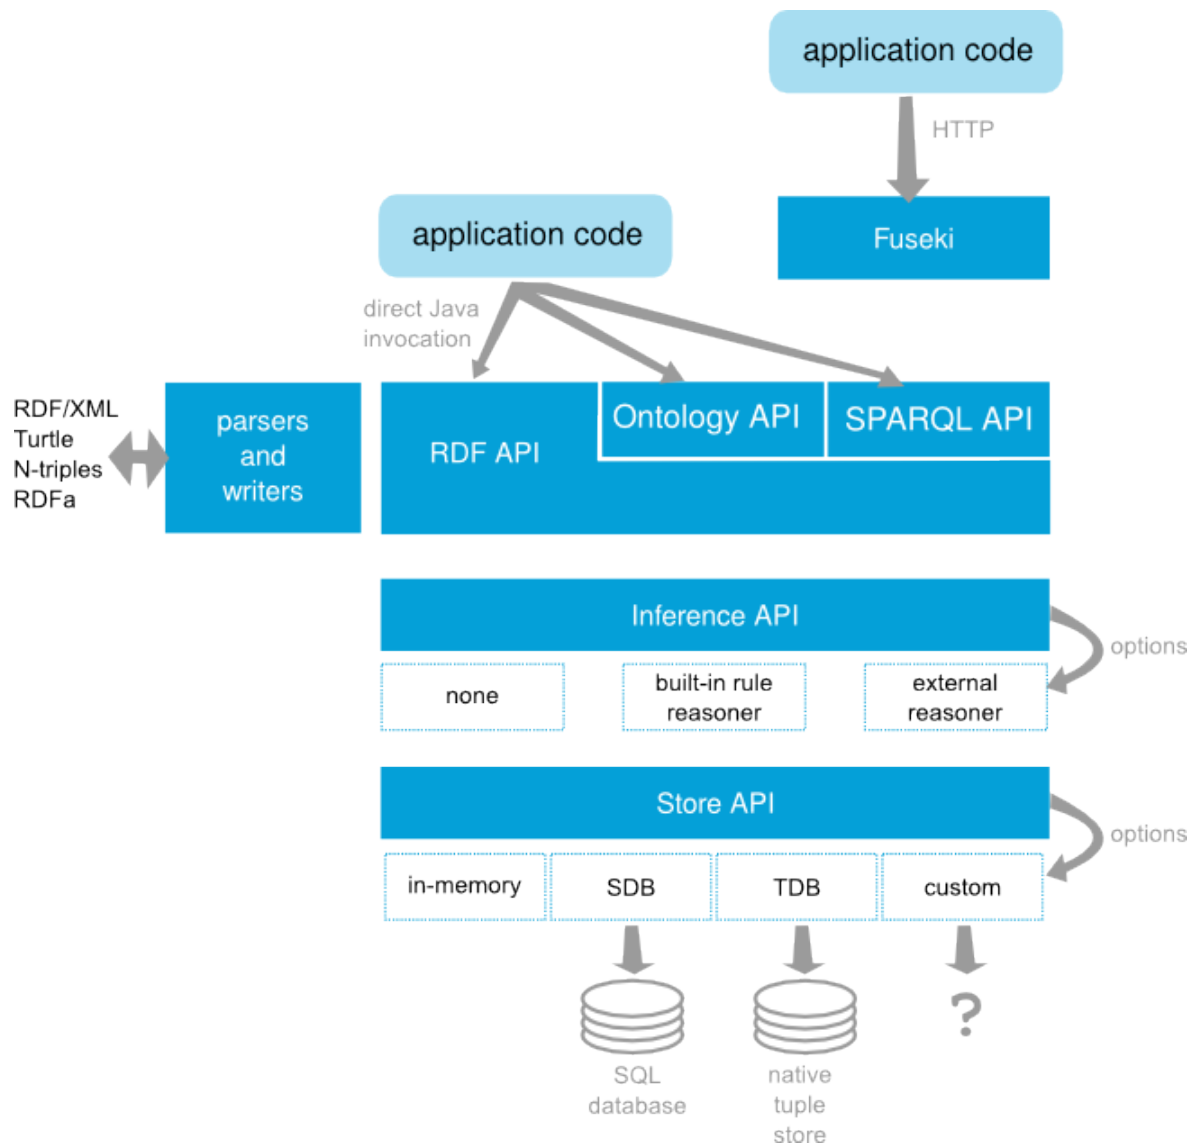 application code
HTTP
Fuseki
application code
direct Java
invocation
RDF/XML
Turtle
N-triples
RDFa
parsers
and
writers
RDF API
Ontology API
SPARQL API
Inference API
options
none
built-in rule
reasoner
external
reasoner
Store API
options
in-memory
SDB
TDB
custom
?
SQL
database
native
tuple
store